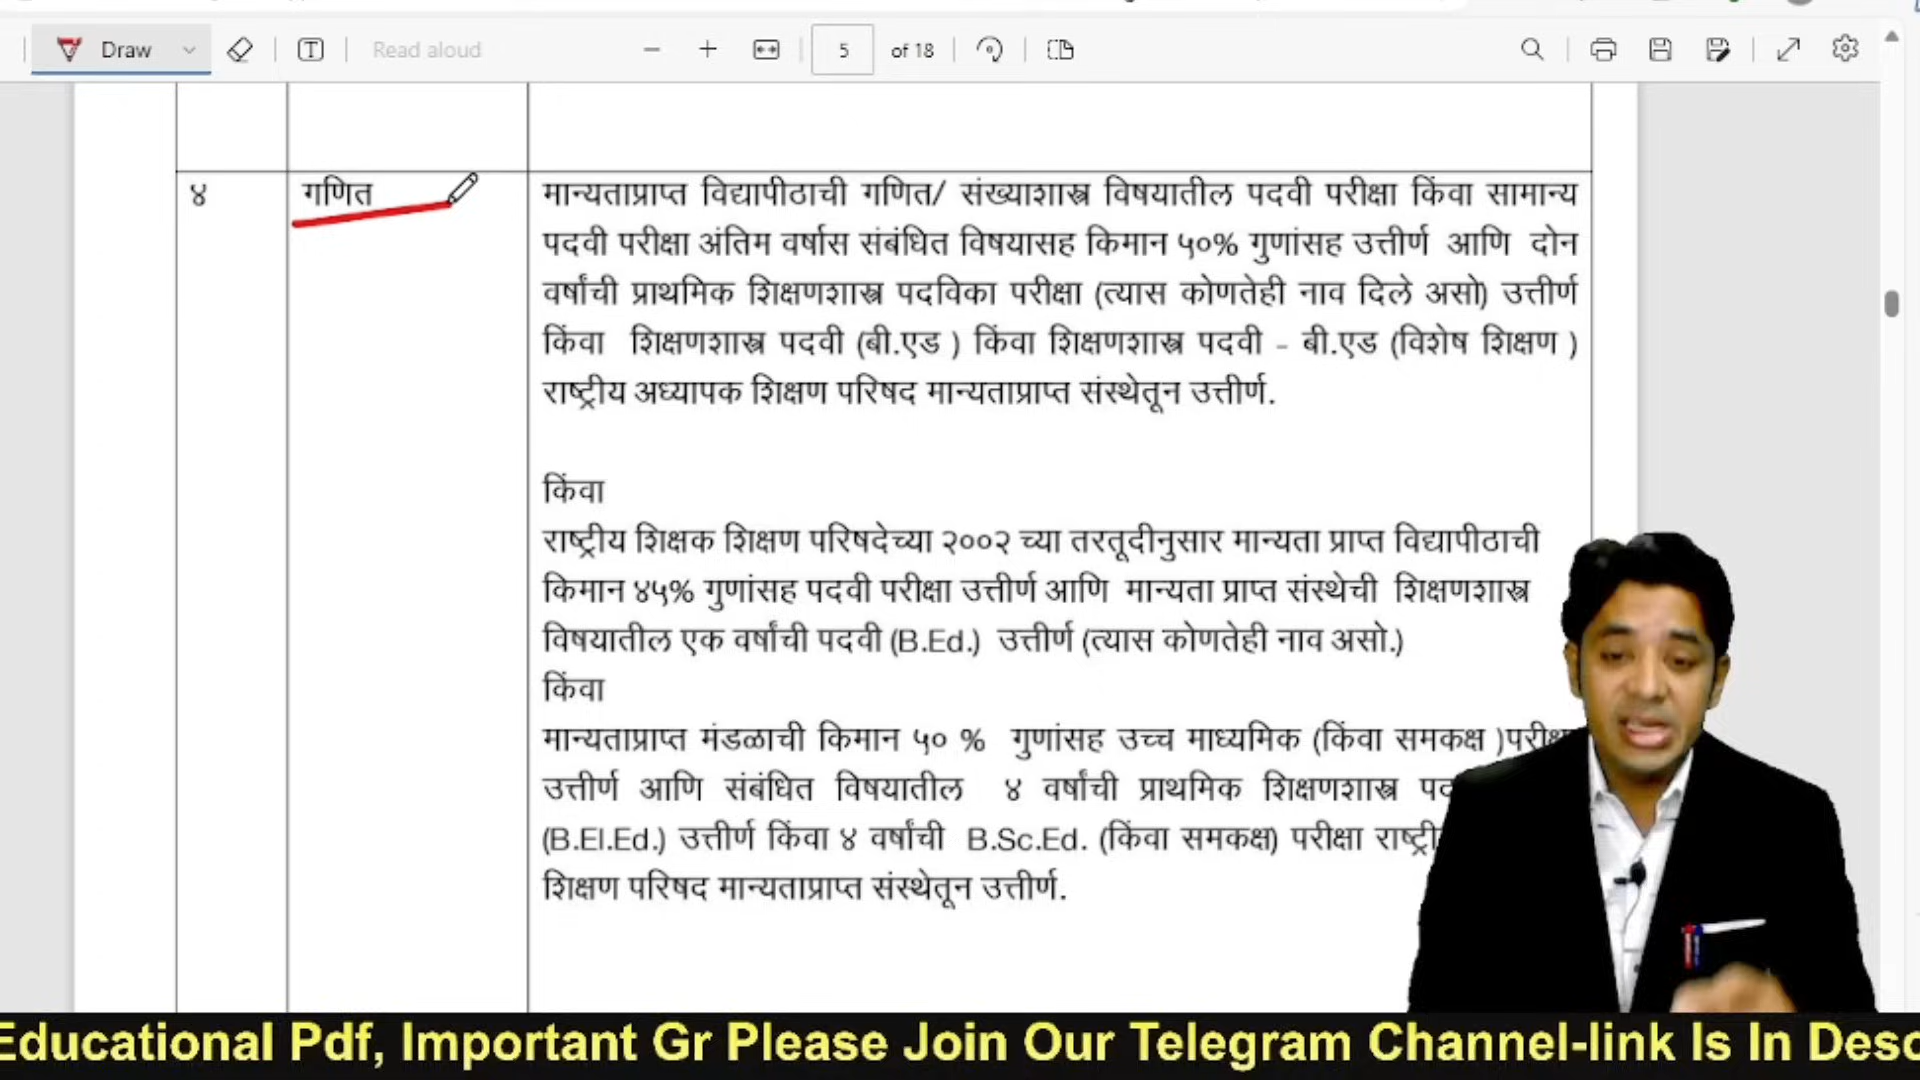 Draw
Read aloud
5 of 18
४ गणित
मान्यताप्राप्त विद्यापीठाची गणित/ संख्याशास्त्र विषयातील पदवी परीक्षा किंवा सामान्य
पदवी परीक्षा अंतिम वर्षास संबंधित विषयासह किमान ५०% गुणांसह उत्तीर्ण आणि दोन
वर्षांची प्राथमिक शिक्षणशास्त्र पदविका परीक्षा (त्यास कोणतेही नाव दिले असो) उत्तीर्ण
किंवा शिक्षणशास्त्र पदवी (बी.एड ) किंवा शिक्षणशास्त्र पदवी - बी.एड (विशेष शिक्षण )
राष्ट्रीय अध्यापक शिक्षण परिषद मान्यताप्राप्त संस्थेतून उत्तीर्ण.
किंवा
राष्ट्रीय शिक्षक शिक्षण परिषदेच्या २००२ च्या तरतूदीनुसार मान्यता प्राप्त विद्यापीठाची
किमान ४५% गुणांसह पदवी परीक्षा उत्तीर्ण आणि मान्यता प्राप्त संस्थेची शिक्षणशास्त्र
विषयातील एक वर्षांची पदवी (B.Ed.) उत्तीर्ण (त्यास कोणतेही नाव असो.)
किंवा
मान्यताप्राप्त मंडळाची किमान ५० % गुणांसह उच्च माध्यमिक (किंवा समकक्ष )
उत्तीर्ण आणि संबंधित विषयातील ४ वर्षांची प्राथमिक शिक्षणशास्त्र
(B.El.Ed.) उत्तीर्ण किंवा ४ वर्षांची B.Sc.Ed. (किंवा समकक्ष) परीक्षा
शिक्षण परिषद मान्यताप्राप्त संस्थेतून उत्तीर्ण.
Educational Pdf, Important Gr Please Join Our Telegram Channel-link Is In Desc